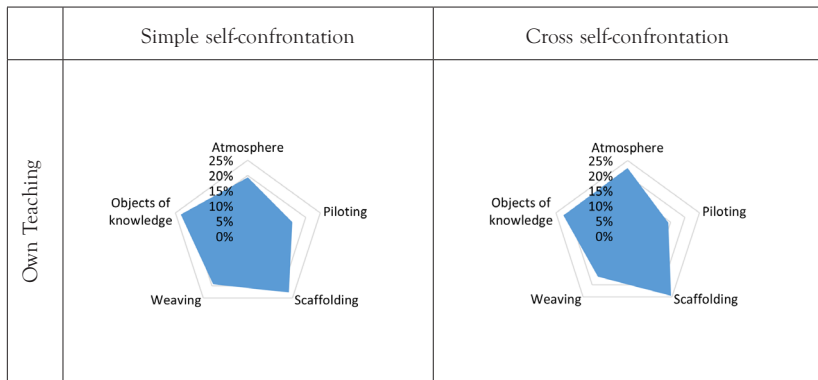 Simple self-confrontation
Cross self-confrontation
Own Teaching
Atmosphere
25%
20%
15%
10%
5%
0%
Piloting
Scaffolding
Weaving
Objects of
knowledge
Atmosphere
25%
20%
15%
10%
5%
0%
Piloting
Scaffolding
Weaving
Objects of
knowledge